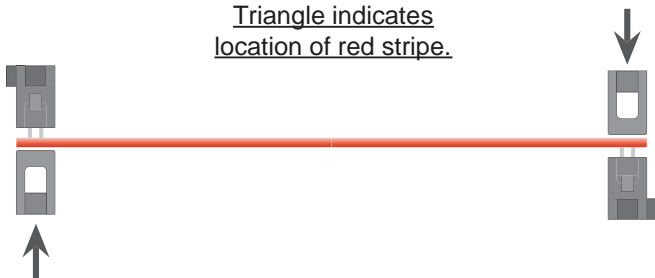 Triangle indicates
location of red stripe.